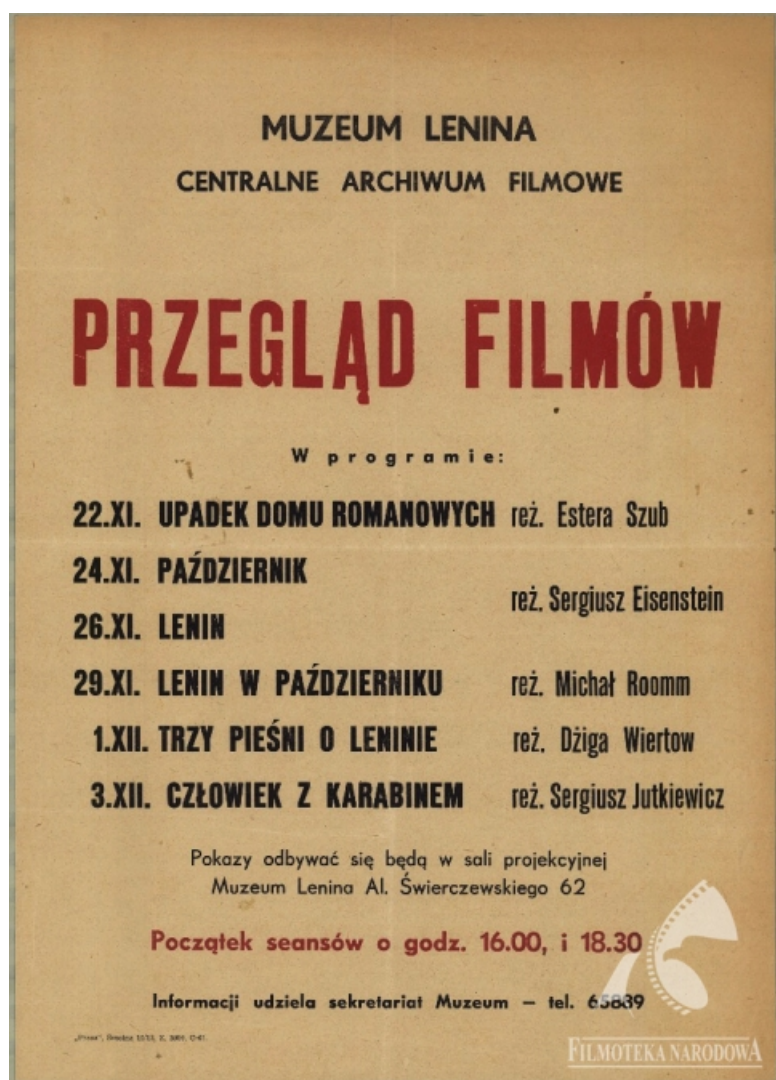 MUZEUM LENINA
CENTRALNE ARCHIWUM FILMOWE
PRZEGLĄD FILMÓW
W programie:
22.XI. UPADEK DOMU ROMANOWYCH reż. Estera Szub
24.XI. PAŹDZIERNIK
reż. Sergiusz Eisenstein
26.XI. LENIN
29.XI. LENIN W PAŹDZIERNIKU reż. Michał Roomm
1.XII. TRZY PIEŚNI O LENINIE reż. Dżiga Wiertow
3.XII. CZŁOWIEK Z KARABINEM reż. Sergiusz Jutkiewicz
Pokazy odbywać się będą w sali projekcyjnej
Muzeum Lenina Al. Świerczewskiego 62
Początek seansów o godz. 16.00, i 18.30
Informacji udziela sekretariat Muzeum – tel. 65889
FILMOTEKA NARODOWA